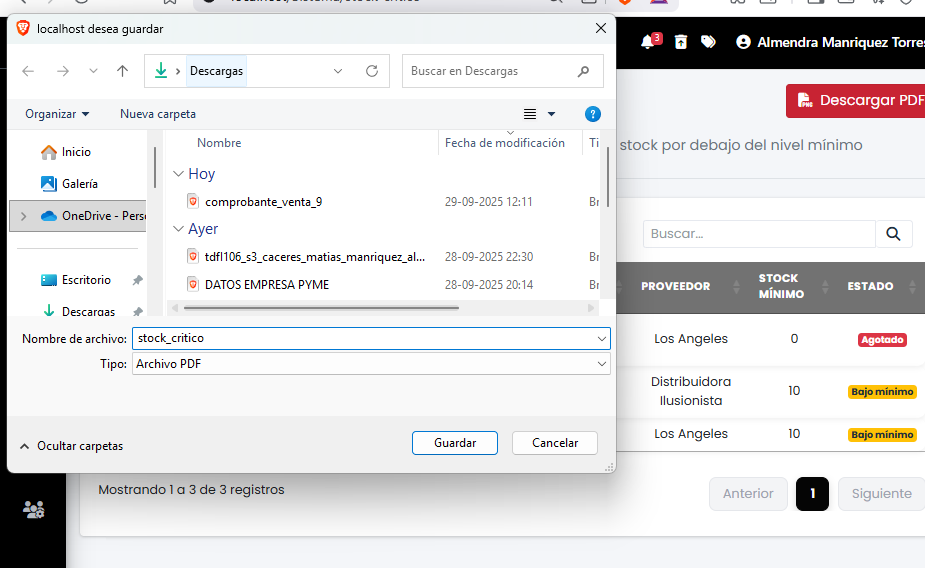 localhost desea guardar
Descargas
Buscar en Descargas
Organizar
Nueva carpeta
Inicio
Galería
OneDrive - Perso
Escritorio
Descargas
Nombre
Fecha de modificación
Ti
Hoy
comprobante_venta_9
29-09-2025 12:11
Br
Ayer
tdfl106_s3_caceres_matias_manriquez_al...
28-09-2025 22:30
Br
DATOS EMPRESA PYME
28-09-2025 20:14
Br
Nombre de archivo:
stock_critico
Tipo:
Archivo PDF
Ocultar carpetas
Guardar
Cancelar
3
Almendra Manriquez Torres
Descargar PDF
stock por debajo del nivel mínimo
Buscar...
PROVEEDOR
STOCK
MÍNIMO
ESTADO
Los Angeles
0
Agotado
Distribuidora
Ilusionista
10
Bajo mínimo
Los Angeles
10
Bajo mínimo
Mostrando 1 a 3 de 3 registros
Anterior
1
Siguiente